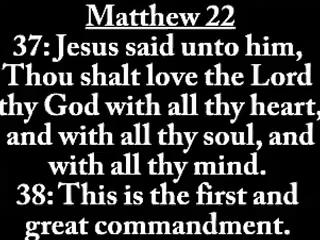 Matthew 22
37: Jesus said unto him,
Thou shalt love the Lord
thy God with all thy heart,
and with all thy soul, and
with all thy mind.
38: This is the first and
great commandment.